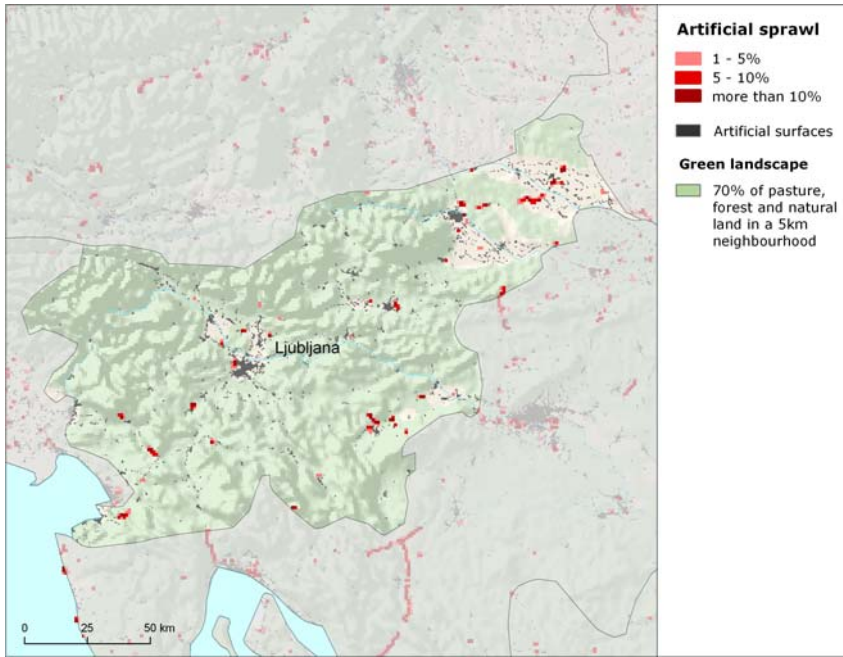 Ljubljana
0 25 50 km
Artificial sprawl
1 - 5%
5 - 10%
more than 10%
Artificial surfaces
Green landscape
70% of pasture,
forest and natural
land in a 5km
neighbourhood